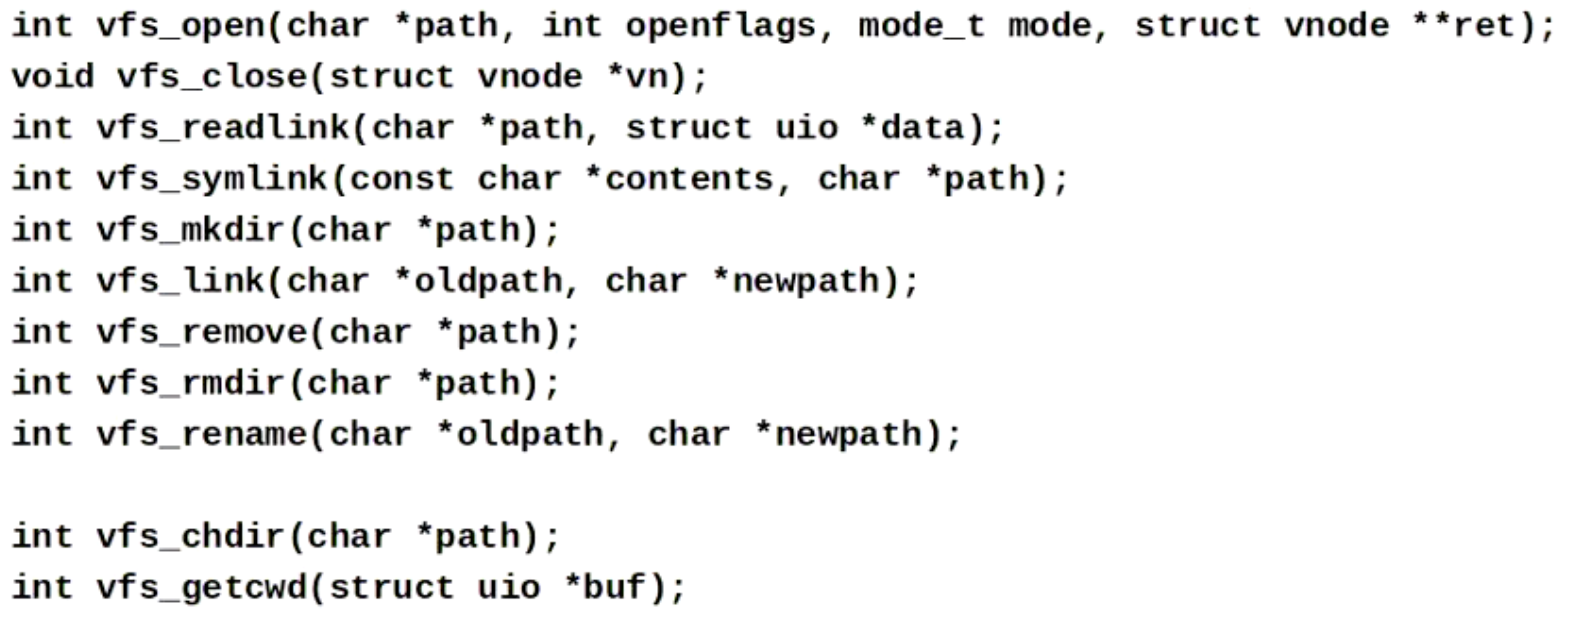 int vfs_open(char *path, int openflags, mode_t mode, struct vnode **ret);
void vfs_close(struct vnode *vn);
int vfs_readlink(char *path, struct uio *data);
int vfs_symlink(const char *contents, char *path);
int vfs_mkdir(char *path);
int vfs_link(char *oldpath, char *newpath);
int vfs_remove(char *path);
int vfs_rmdir(char *path);
int vfs_rename(char *oldpath, char *newpath);
int vfs_chdir(char *path);
int vfs_getcwd(struct uio *buf);